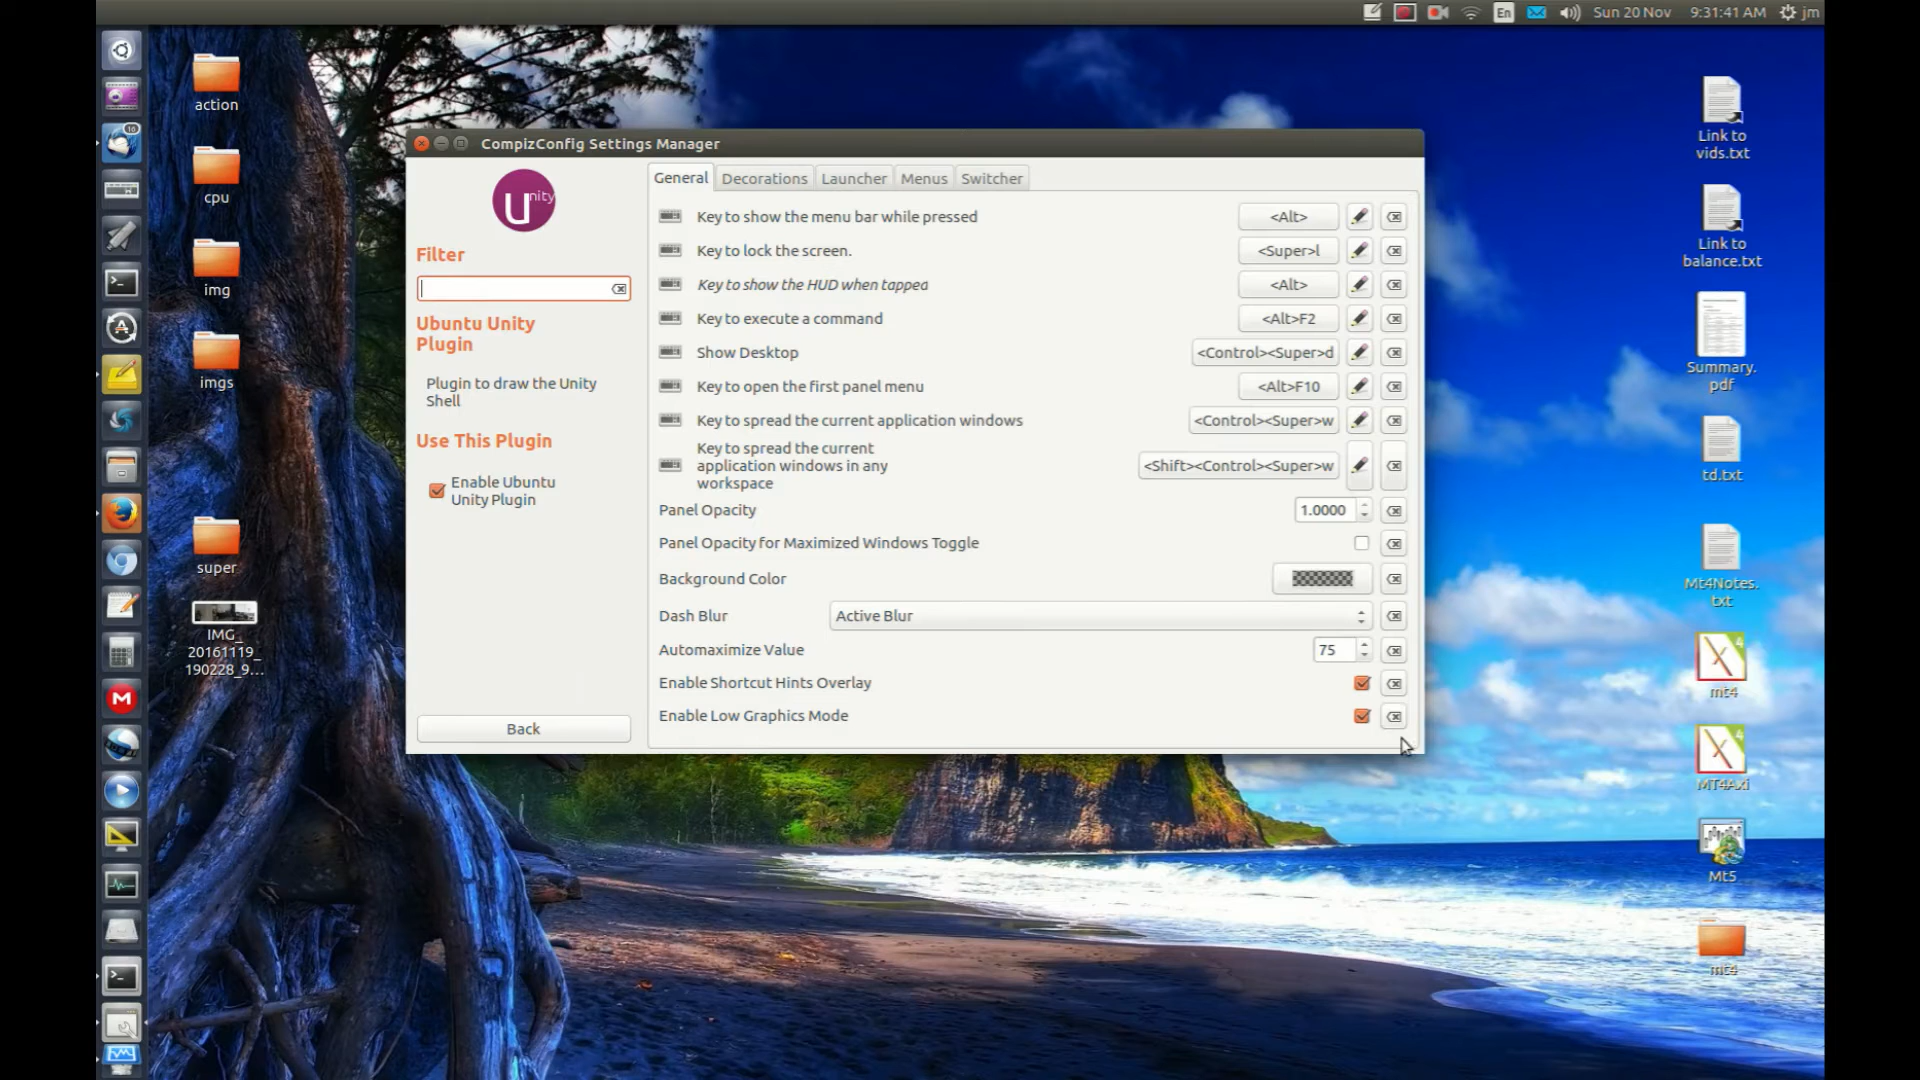 En
Sun 20 Nov
9:31:41 AM
jm
action
cpu
img
imgs
super
IMG_
20161119_
190228_9...
16
CompizConfig Settings Manager
Unity
Filter
Ubuntu Unity
Plugin
Plugin to draw the Unity
Shell
Use This Plugin
Enable Ubuntu
Unity Plugin
Back
General
Decorations
Launcher
Menus
Switcher
Key to show the menu bar while pressed
<Alt>
Key to lock the screen.
<Super>l
Key to show the HUD when tapped
<Alt>
Key to execute a command
<Alt>F2
Show Desktop
<Control><Super>d
Key to open the first panel menu
<Alt>F10
Key to spread the current application windows
<Control><Super>w
Key to spread the current
application windows in any
workspace
<Shift><Control><Super>w
Panel Opacity
1.0000
Panel Opacity for Maximized Windows Toggle
Background Color
Dash Blur
Active Blur
Automaximize Value
75
Enable Shortcut Hints Overlay
Enable Low Graphics Mode
Link to
vids.txt
Link to
balance.txt
Summary.
pdf
td.txt
Mt4Notes.
txt
4
mt4
4
MT4Axi
Mt5
mt4